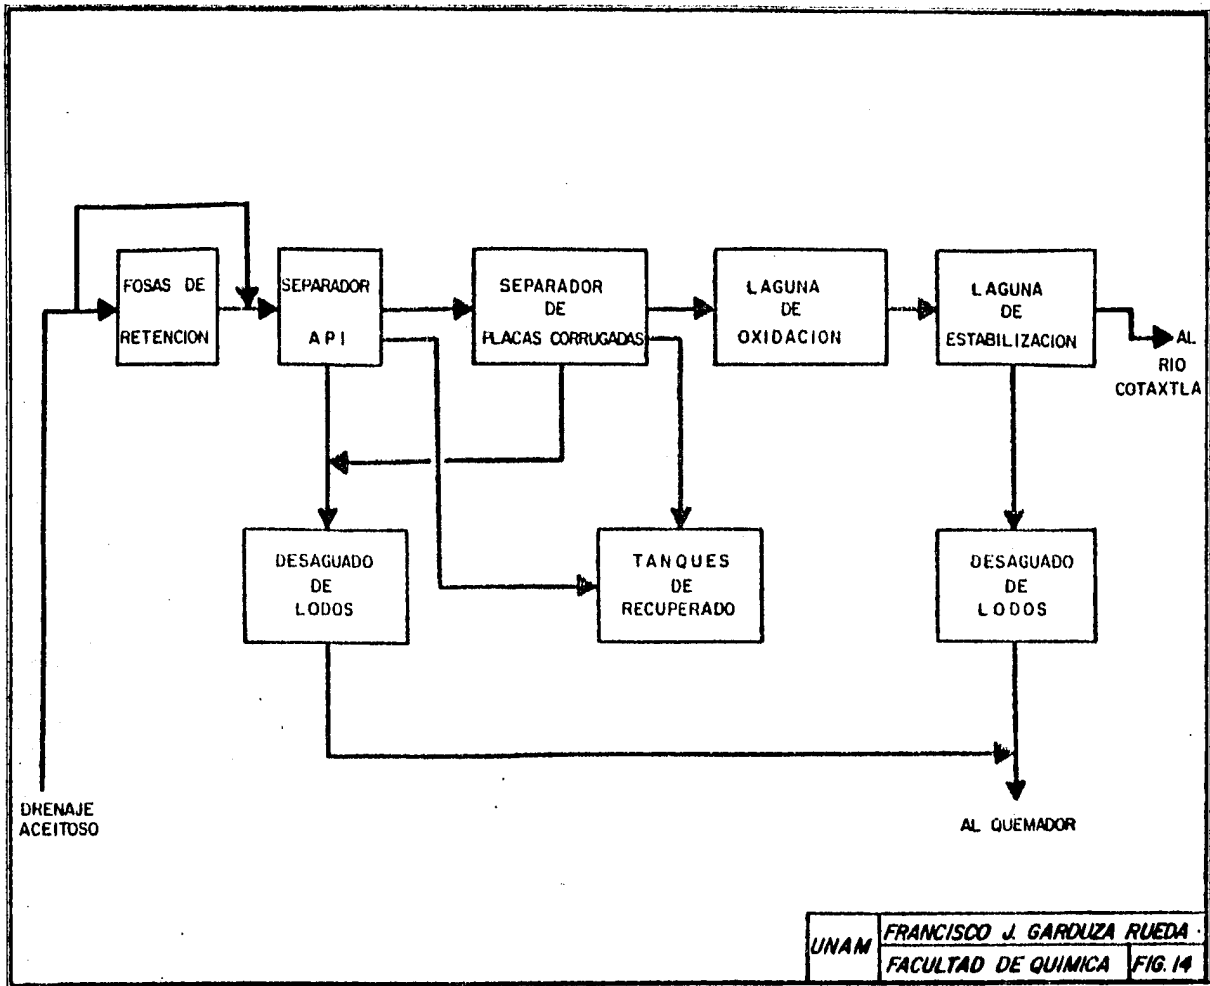 FOSAS DE
RETENCION
SEPARADOR
API
SEPARADOR
DE
PLACAS CORRUGADAS
LAGUNA
DE
OXIDACION
LAGUNA
DE
ESTABILIZACION
AL
RIO
COTAXTLA
DESAGUADO
DE
LODOS
TANQUES
DE
RECUPERADO
DESAGUADO
DE
LODOS
DRENAJE
ACEITOSO
AL QUEMADOR
UNAM
FRANCISCO J. GARDUZA RUEDA
FACULTAD DE QUIMICA
FIG. 14